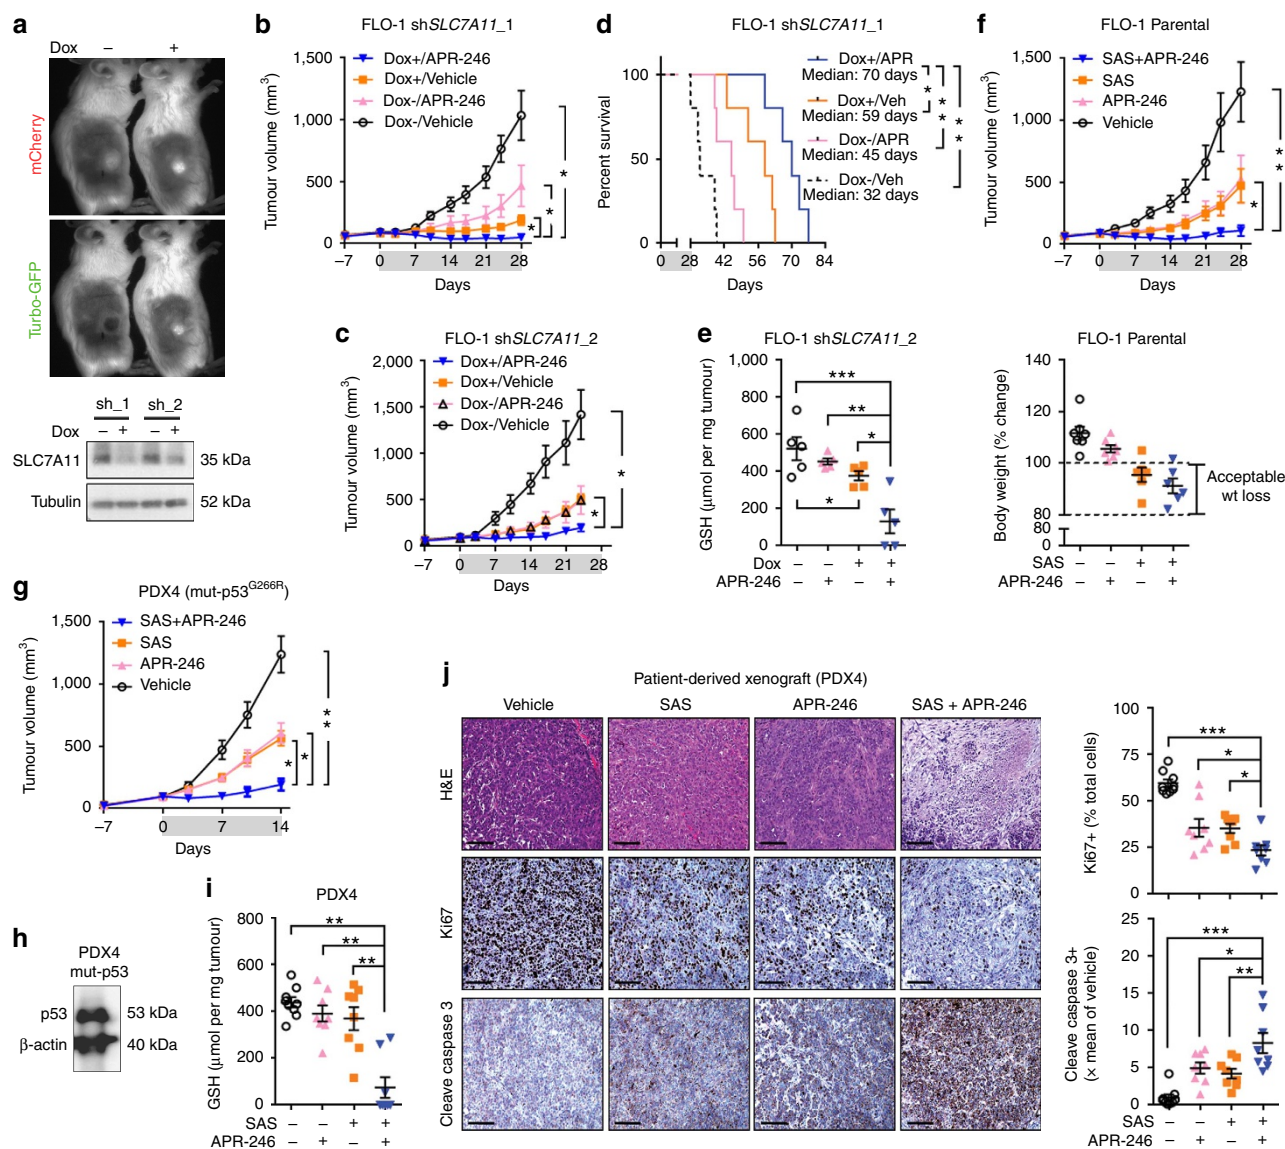 a
Dox – +
mCherry
Turbo-GFP
sh_1 sh_2
– + – +
Dox
SLC7A11 35 kDa
Tubulin 52 kDa
b
FLO-1 shSLC7A11_1
Dox+/APR-246
Dox+/Vehicle
Dox-/APR-246
Dox-/Vehicle
Tumour volume (mm³)
1,500
1,000
500
0
–7 0 7 14 21 28
Days
*
*
*
c
FLO-1 shSLC7A11_2
Dox+/APR-246
Dox+/Vehicle
Dox-/APR-246
Dox-/Vehicle
Tumour volume (mm³)
2,000
1,500
1,000
500
0
–7 0 7 14 21 28
Days
*
*
d
FLO-1 shSLC7A11_1
Dox+/APR
Median: 70 days
Dox+/Veh
Median: 59 days
Dox-/APR
Median: 45 days
Dox-/Veh
Median: 32 days
*
* *
* *
Percent survival
100
50
0
0 28 42 56 70 84
Days
e
FLO-1 shSLC7A11_2
GSH (μmol per mg tumour)
1,000
800
600
400
200
0
***
**
*
*
Dox – – + +
APR-246 – + – +
f
FLO-1 Parental
SAS+APR-246
SAS
APR-246
Vehicle
Tumour volume (mm³)
1,500
1,000
500
0
–7 0 7 14 21 28
Days
*
* *
FLO-1 Parental
Body weight (% change)
140
120
100
80
80
0
Acceptable
wt loss
SAS – – + +
APR-246 – + – +
g
PDX4 (mut-p53G266R)
SAS+APR-246
SAS
APR-246
Vehicle
Tumour volume (mm³)
1,500
1,000
500
0
–7 0 7 14
Days
*
*
* *
h
PDX4
mut-p53
p53 53 kDa
β-actin 40 kDa
i
PDX4
GSH (μmol per mg tumour)
800
600
400
200
0
**
**
**
SAS – – + +
APR-246 – + – +
j
Patient-derived xenograft (PDX4)
Vehicle SAS APR-246 SAS + APR-246
H&E
Ki67
Cleave caspase 3
Ki67+ (% total cells)
100
75
50
25
0
***
*
*
Cleave caspase 3+
(× mean of vehicle)
25
20
15
10
5
0
***
*
**
SAS – – + +
APR-246 – + – +